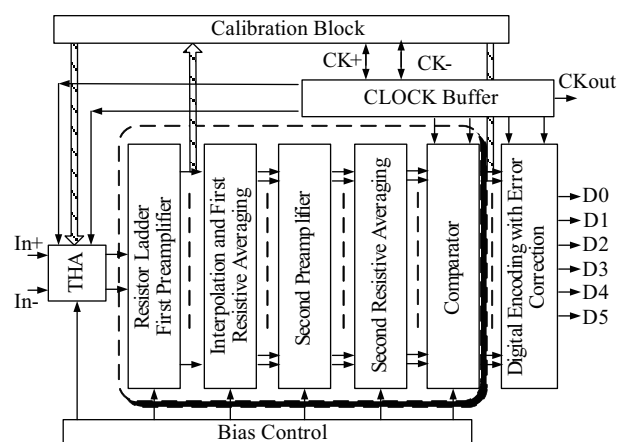 Calibration Block
CK+
CK-
CLOCK Buffer
CKout
In+
In-
THA
Resistor Ladder
First Preamplifier
Interpolation and First
Resistive Averaging
Second Preamplifier
Second Resistive Averaging
Comparator
Digital Encoding with Error
Correction
D0
D1
D2
D3
D4
D5
Bias Control